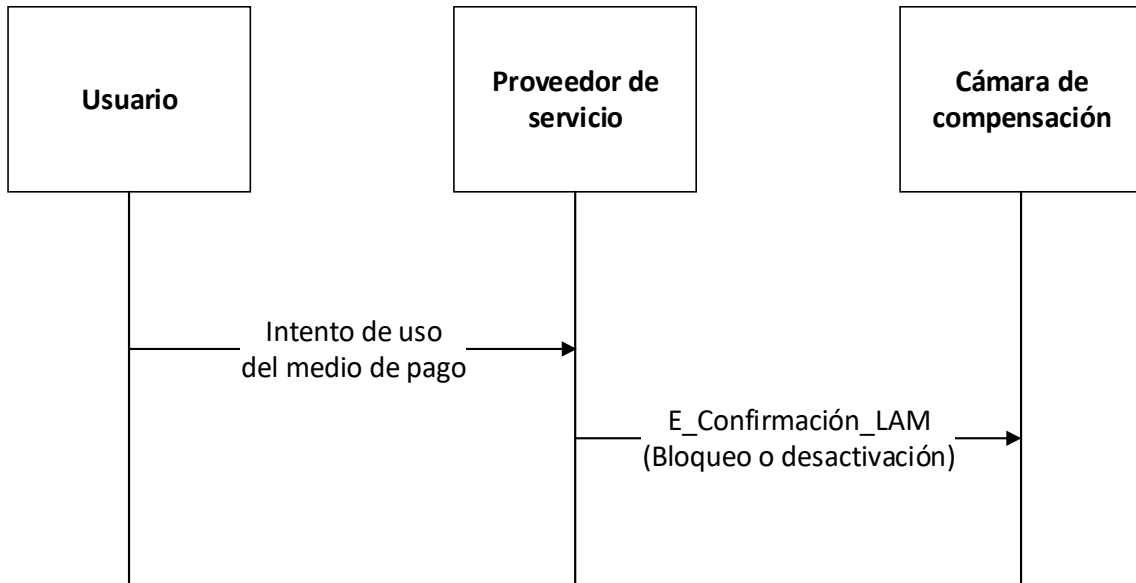 Usuario
Proveedor de
servicio
Cámara de
compensación
Intento de uso
del medio de pago
E_Confirmación_LAM
(Bloqueo o desactivación)